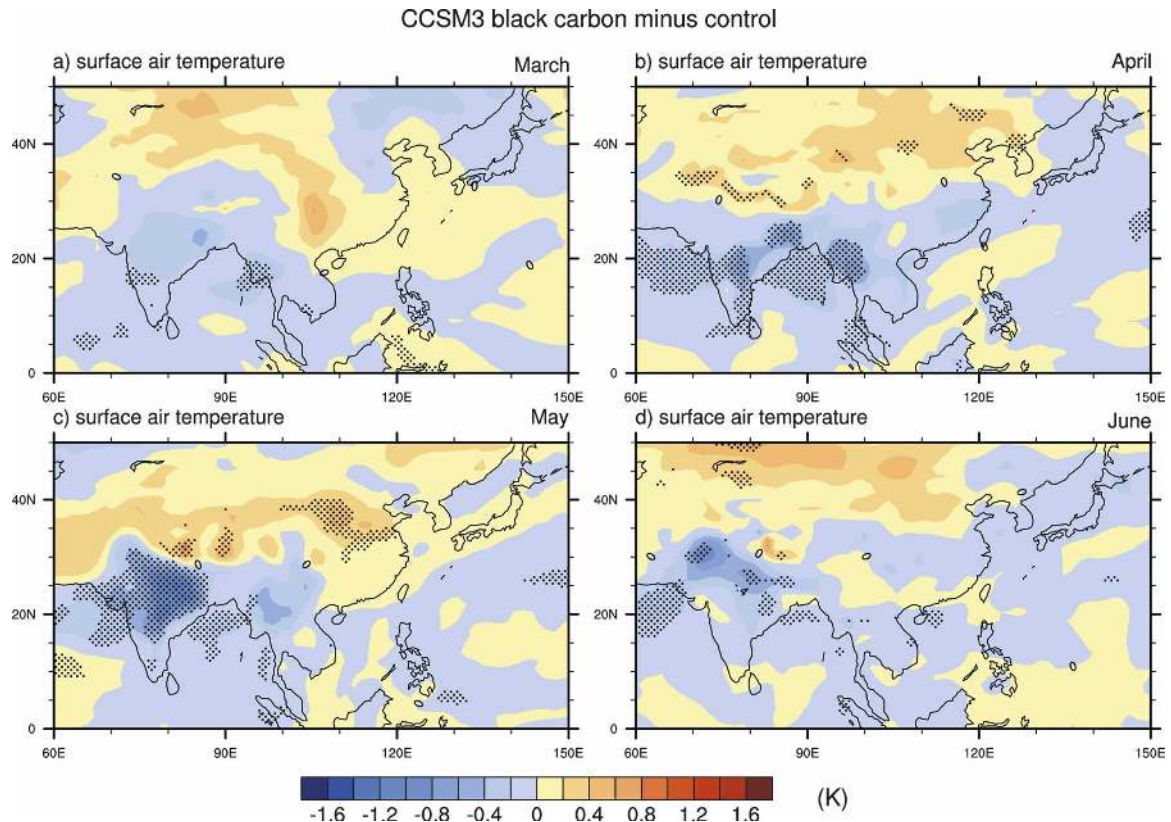 CCSM3 black carbon minus control
a) surface air temperature March
b) surface air temperature April
40N
20N
0
60E 90E 120E 150E
40N
20N
0
60E 90E 120E 150E
c) surface air temperature May
d) surface air temperature June
40N
20N
0
60E 90E 120E 150E
40N
20N
0
60E 90E 120E 150E
-1.6 -1.2 -0.8 -0.4 0 0.4 0.8 1.2 1.6 (K)